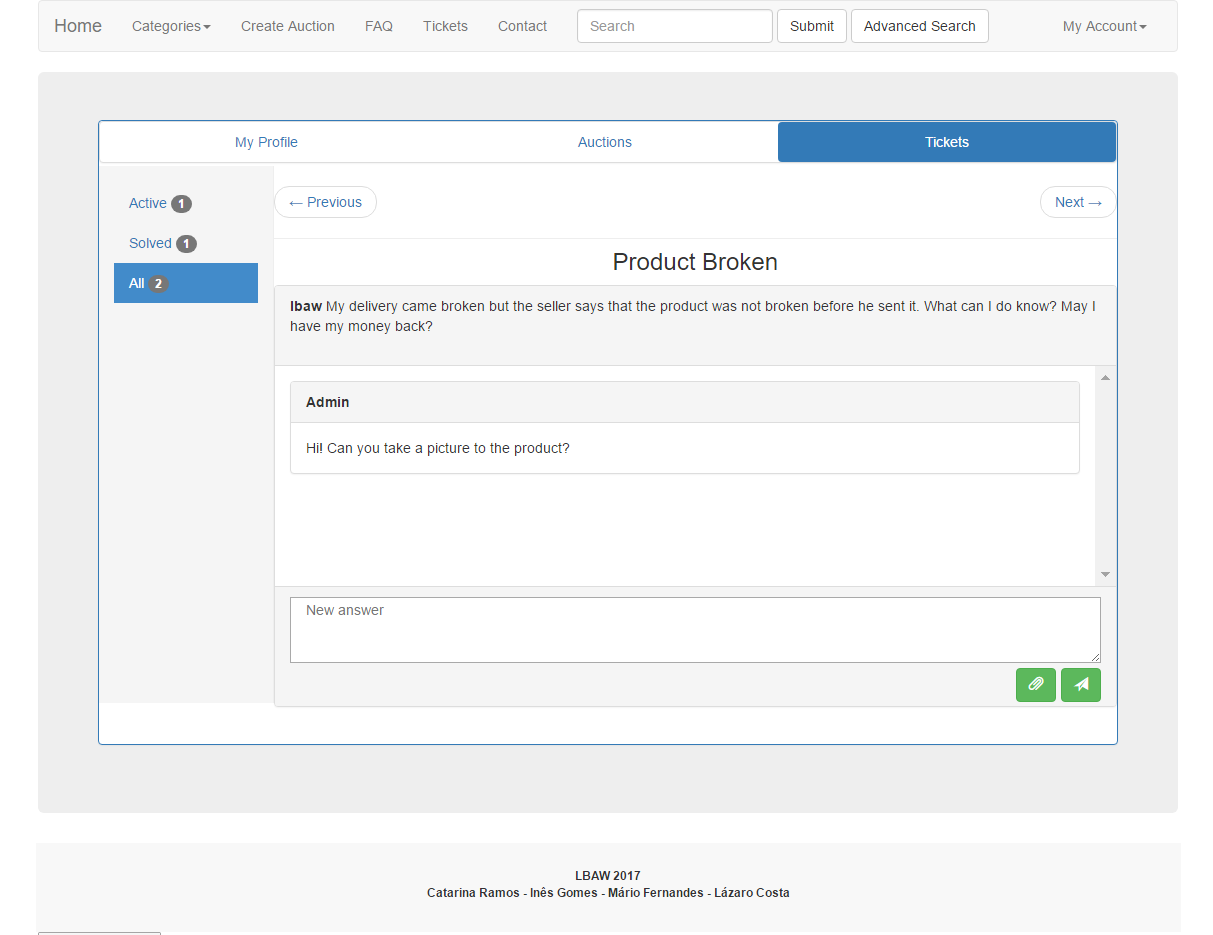 Home Categories Create Auction FAQ Tickets Contact Search Submit Advanced Search My Account
My Profile Auctions Tickets
Active 1
Solved 1
All 2
← Previous Next →
Product Broken
lbaw My delivery came broken but the seller says that the product was not broken before he sent it. What can I do know? May I
have my money back?
Admin
Hi! Can you take a picture to the product?
New answer
LBAW 2017
Catarina Ramos - Inês Gomes - Mário Fernandes - Lázaro Costa